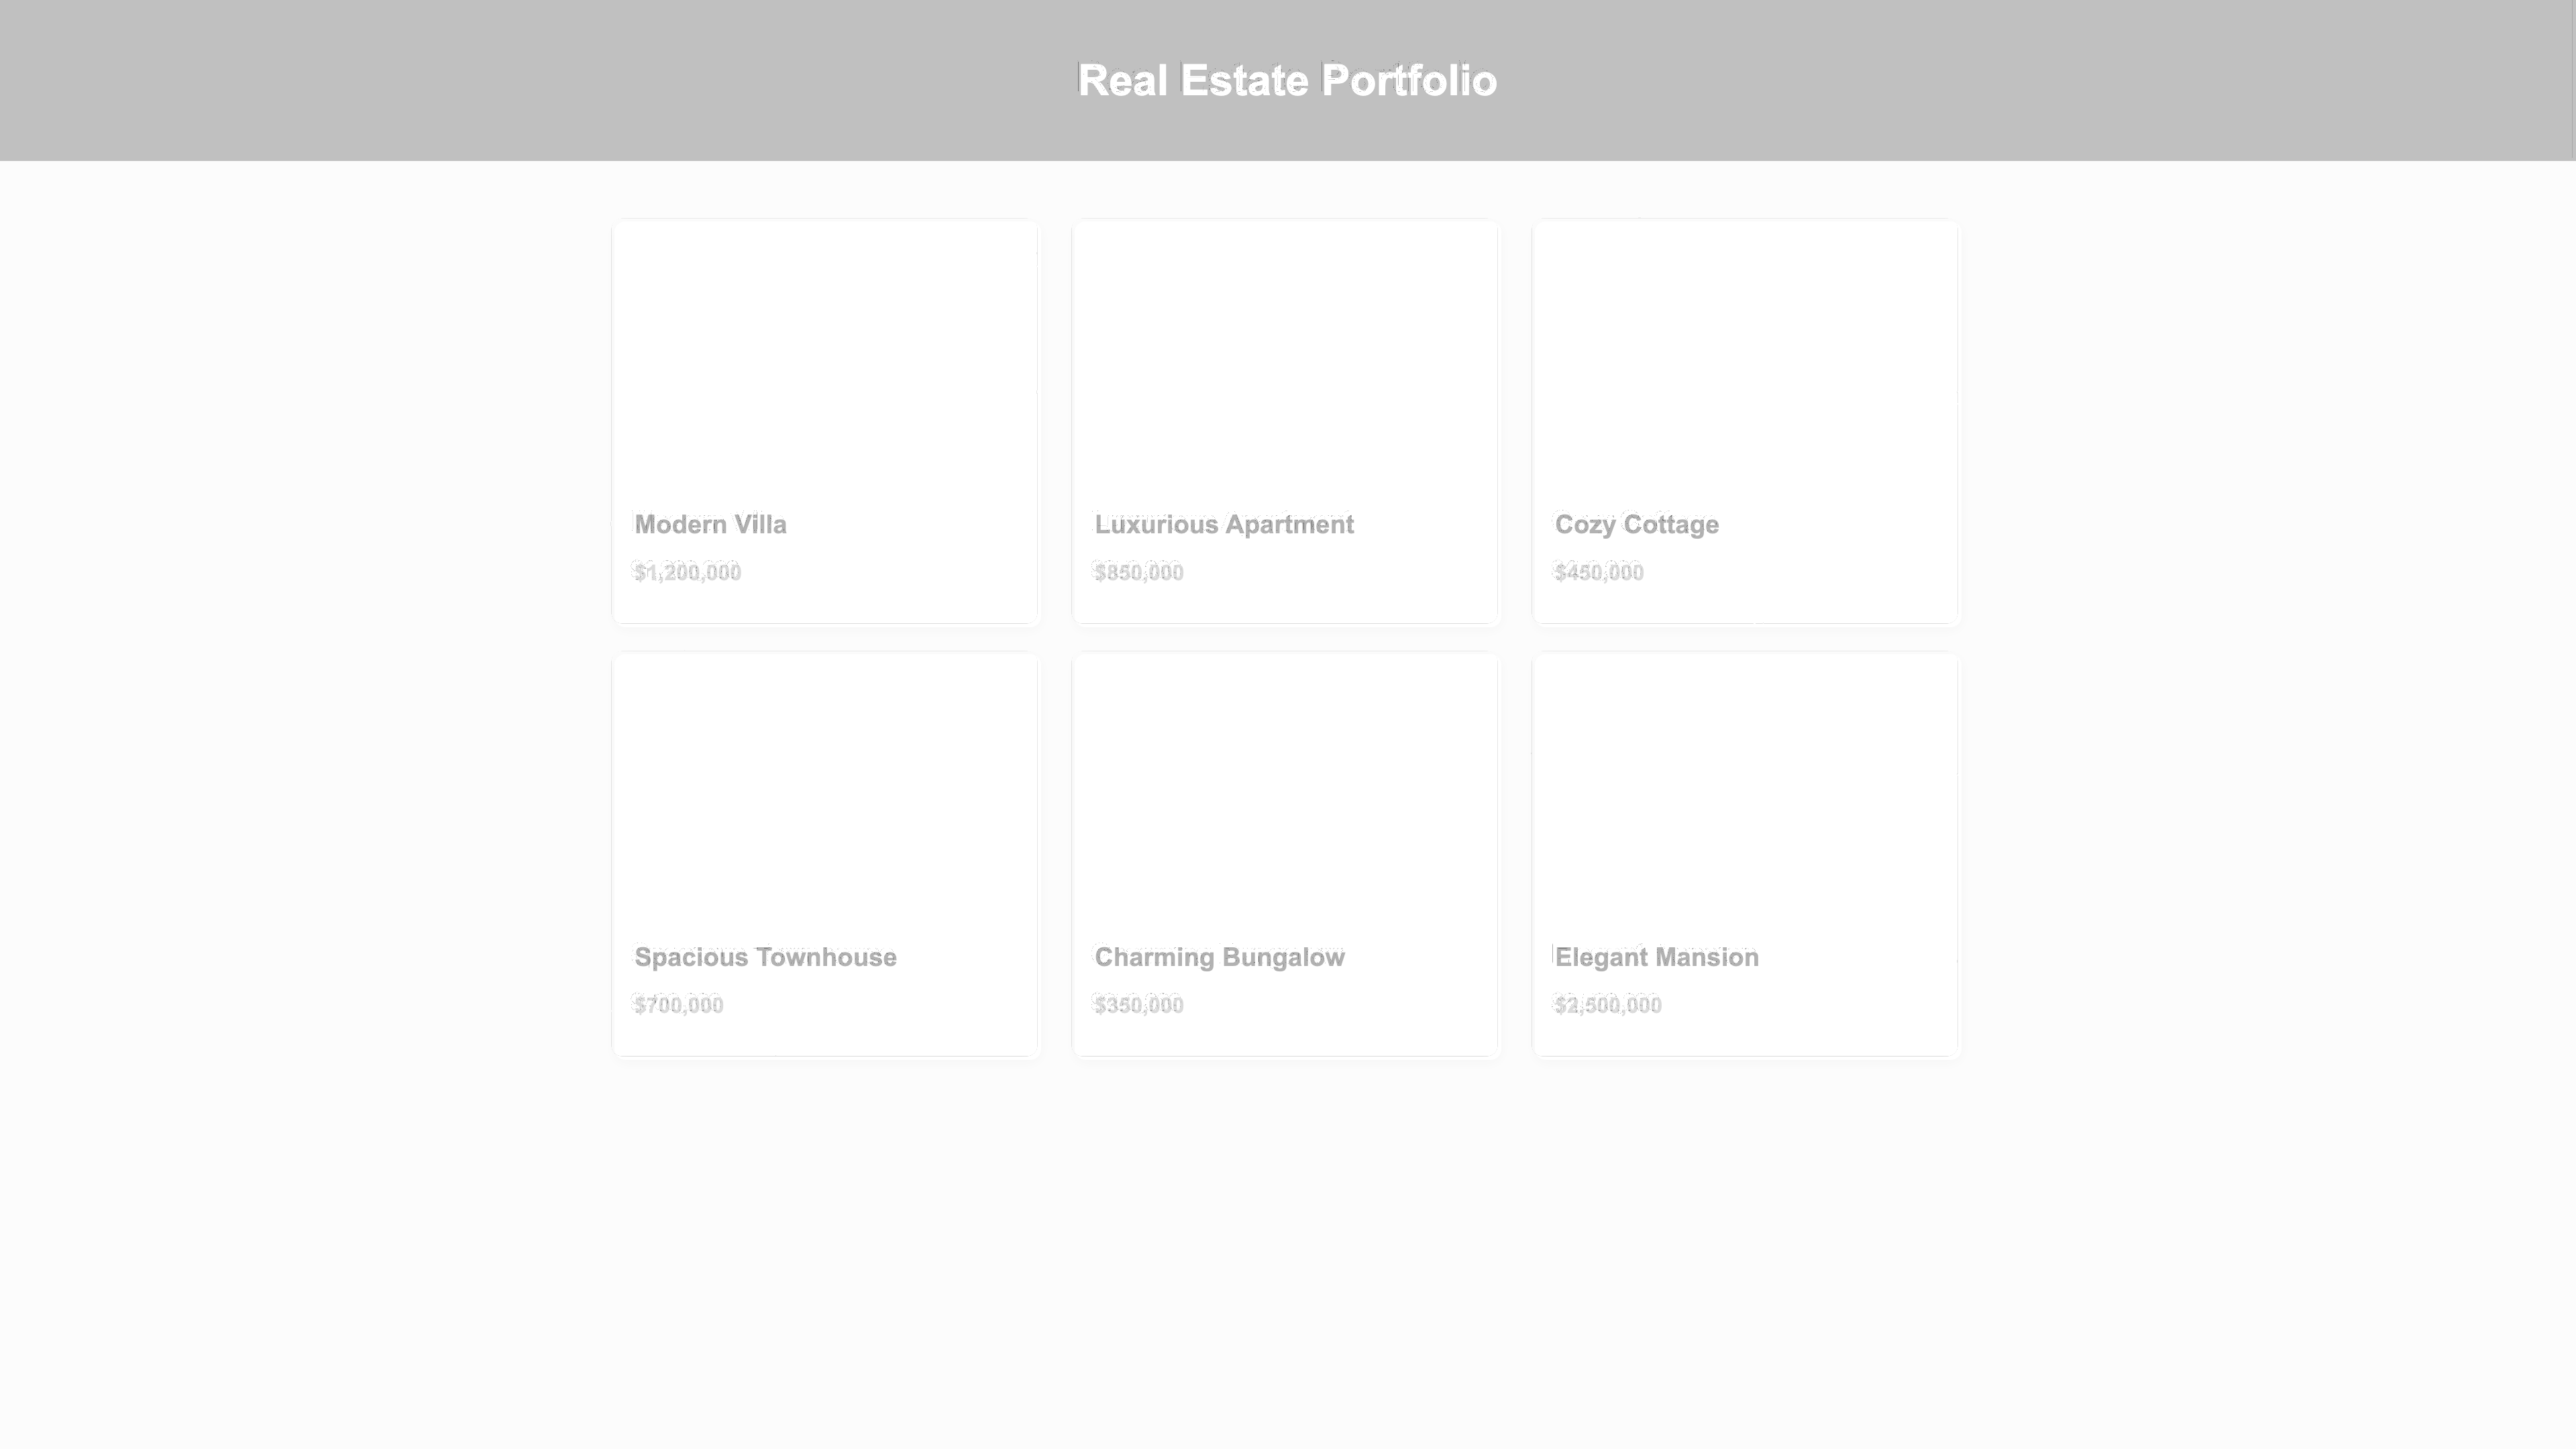 Real Estate Portfolio
Modern Villa
$1,200,000
Luxurious Apartment
$850,000
Cozy Cottage
$450,000
Spacious Townhouse
$700,000
Charming Bungalow
$350,000
Elegant Mansion
$2,500,000